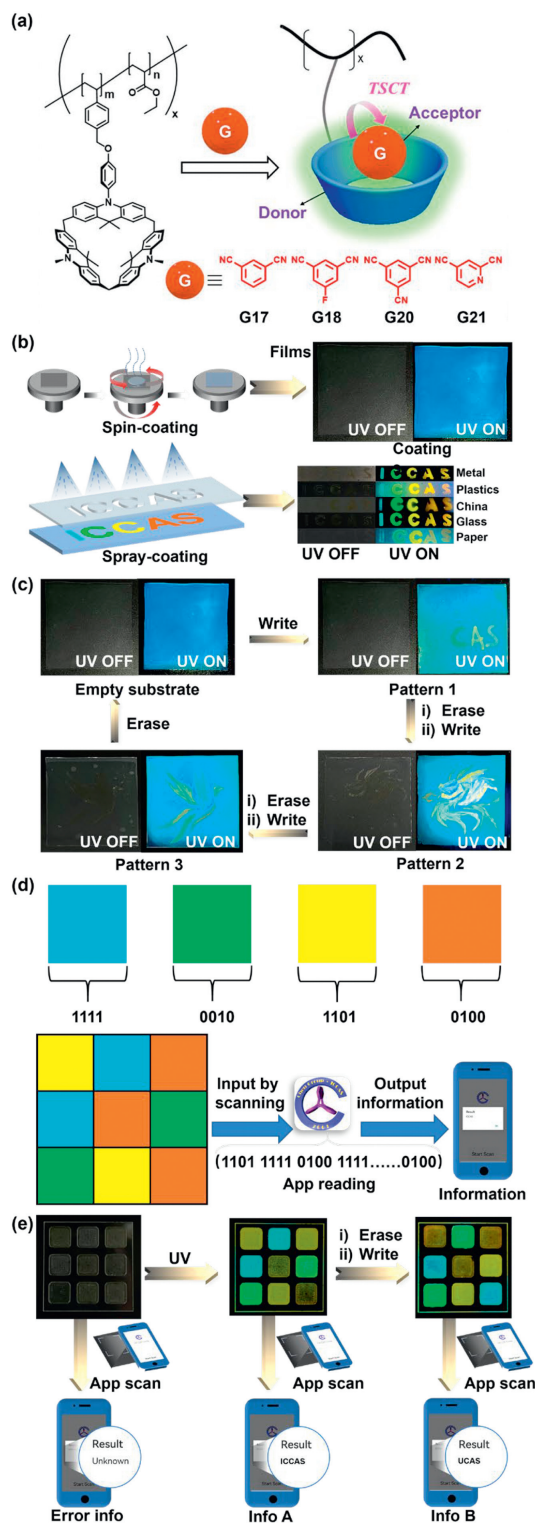 (a)
m
n
x
O
O
O
N
N
N
G
x
TSCT
Acceptor
G
Donor
G
≡
NC
CN
NC
CN
F
NC
CN
CN
NC
CN
N
G17
G18
G20
G21
(b)
Spin-coating
Films
UV OFF
UV ON
Coating
ICCAS
ICCAS
Spray-coating
Metal
Plastics
China
Glass
Paper
UV OFF
UV ON
(c)
UV OFF
UV ON
Empty substrate
Write
CAS
UV OFF
UV ON
Pattern 1
Erase
i) Erase
ii) Write
UV OFF
UV ON
Pattern 3
i) Erase
ii) Write
UV OFF
UV ON
Pattern 2
(d)
1111
0010
1101
0100
Input by
scanning
Output
information
(1101 1111 0100 1111......0100)
App reading
Result
Start Scan
Information
(e)
UV
i) Erase
ii) Write
App scan
App scan
App scan
Result
Unknown
Result
ICCAS
Result
UCAS
Error info
Info A
Info B